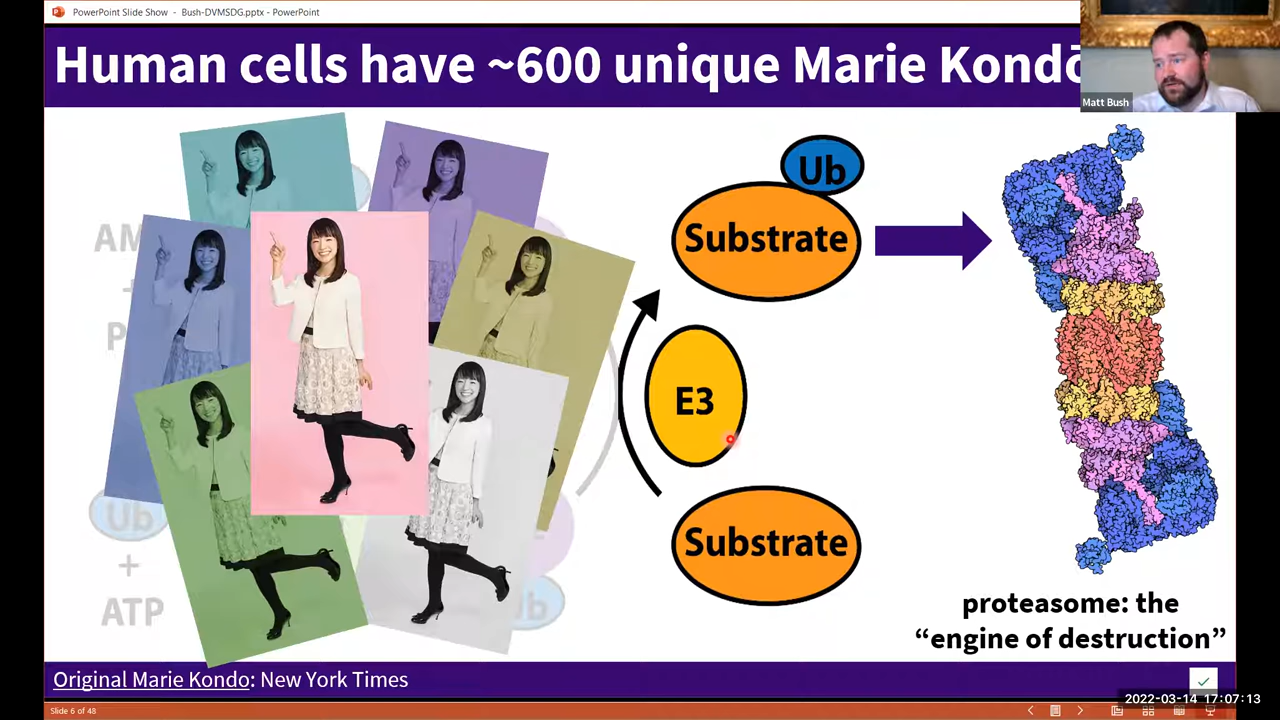 PowerPoint Slide Show - Bush-DVMSDG.pptx - PowerPoint
Human cells have ~600 unique Marie Kondō
Matt Bush
AM
+
P
Ub
+
ATP
Ub
Ub
Substrate
E3
Substrate
proteasome: the
“engine of destruction”
Original Marie Kondo: New York Times
2022-03-14 17:07:13
Slide 6 of 48